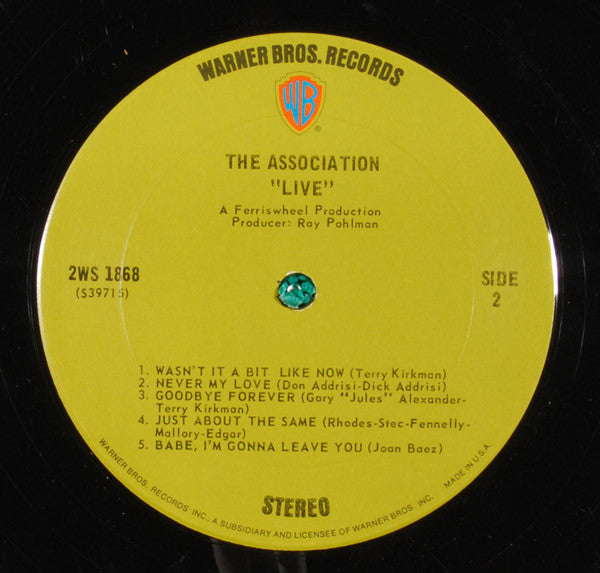 WARNER BROS. RECORDS
WB
®
THE ASSOCIATION
"LIVE"
A Ferriswheel Production
Producer: Ray Pohlman
2WS 1868
(S39715)
SIDE
2
1. WASN'T IT A BIT LIKE NOW (Terry Kirkman)
2. NEVER MY LOVE (Don Addrisi-Dick Addrisi)
3. GOODBYE FOREVER (Gary "Jules" Alexander-
Terry Kirkman)
4. JUST ABOUT THE SAME (Rhodes-Stec-Fennelly-
Mallory-Edgar)
5. BABE, I'M GONNA LEAVE YOU (Joan Baez)
STEREO
WARNER BROS. RECORDS INC., A SUBSIDIARY AND LICENSEE OF WARNER BROS. INC. MADE IN U.S.A.